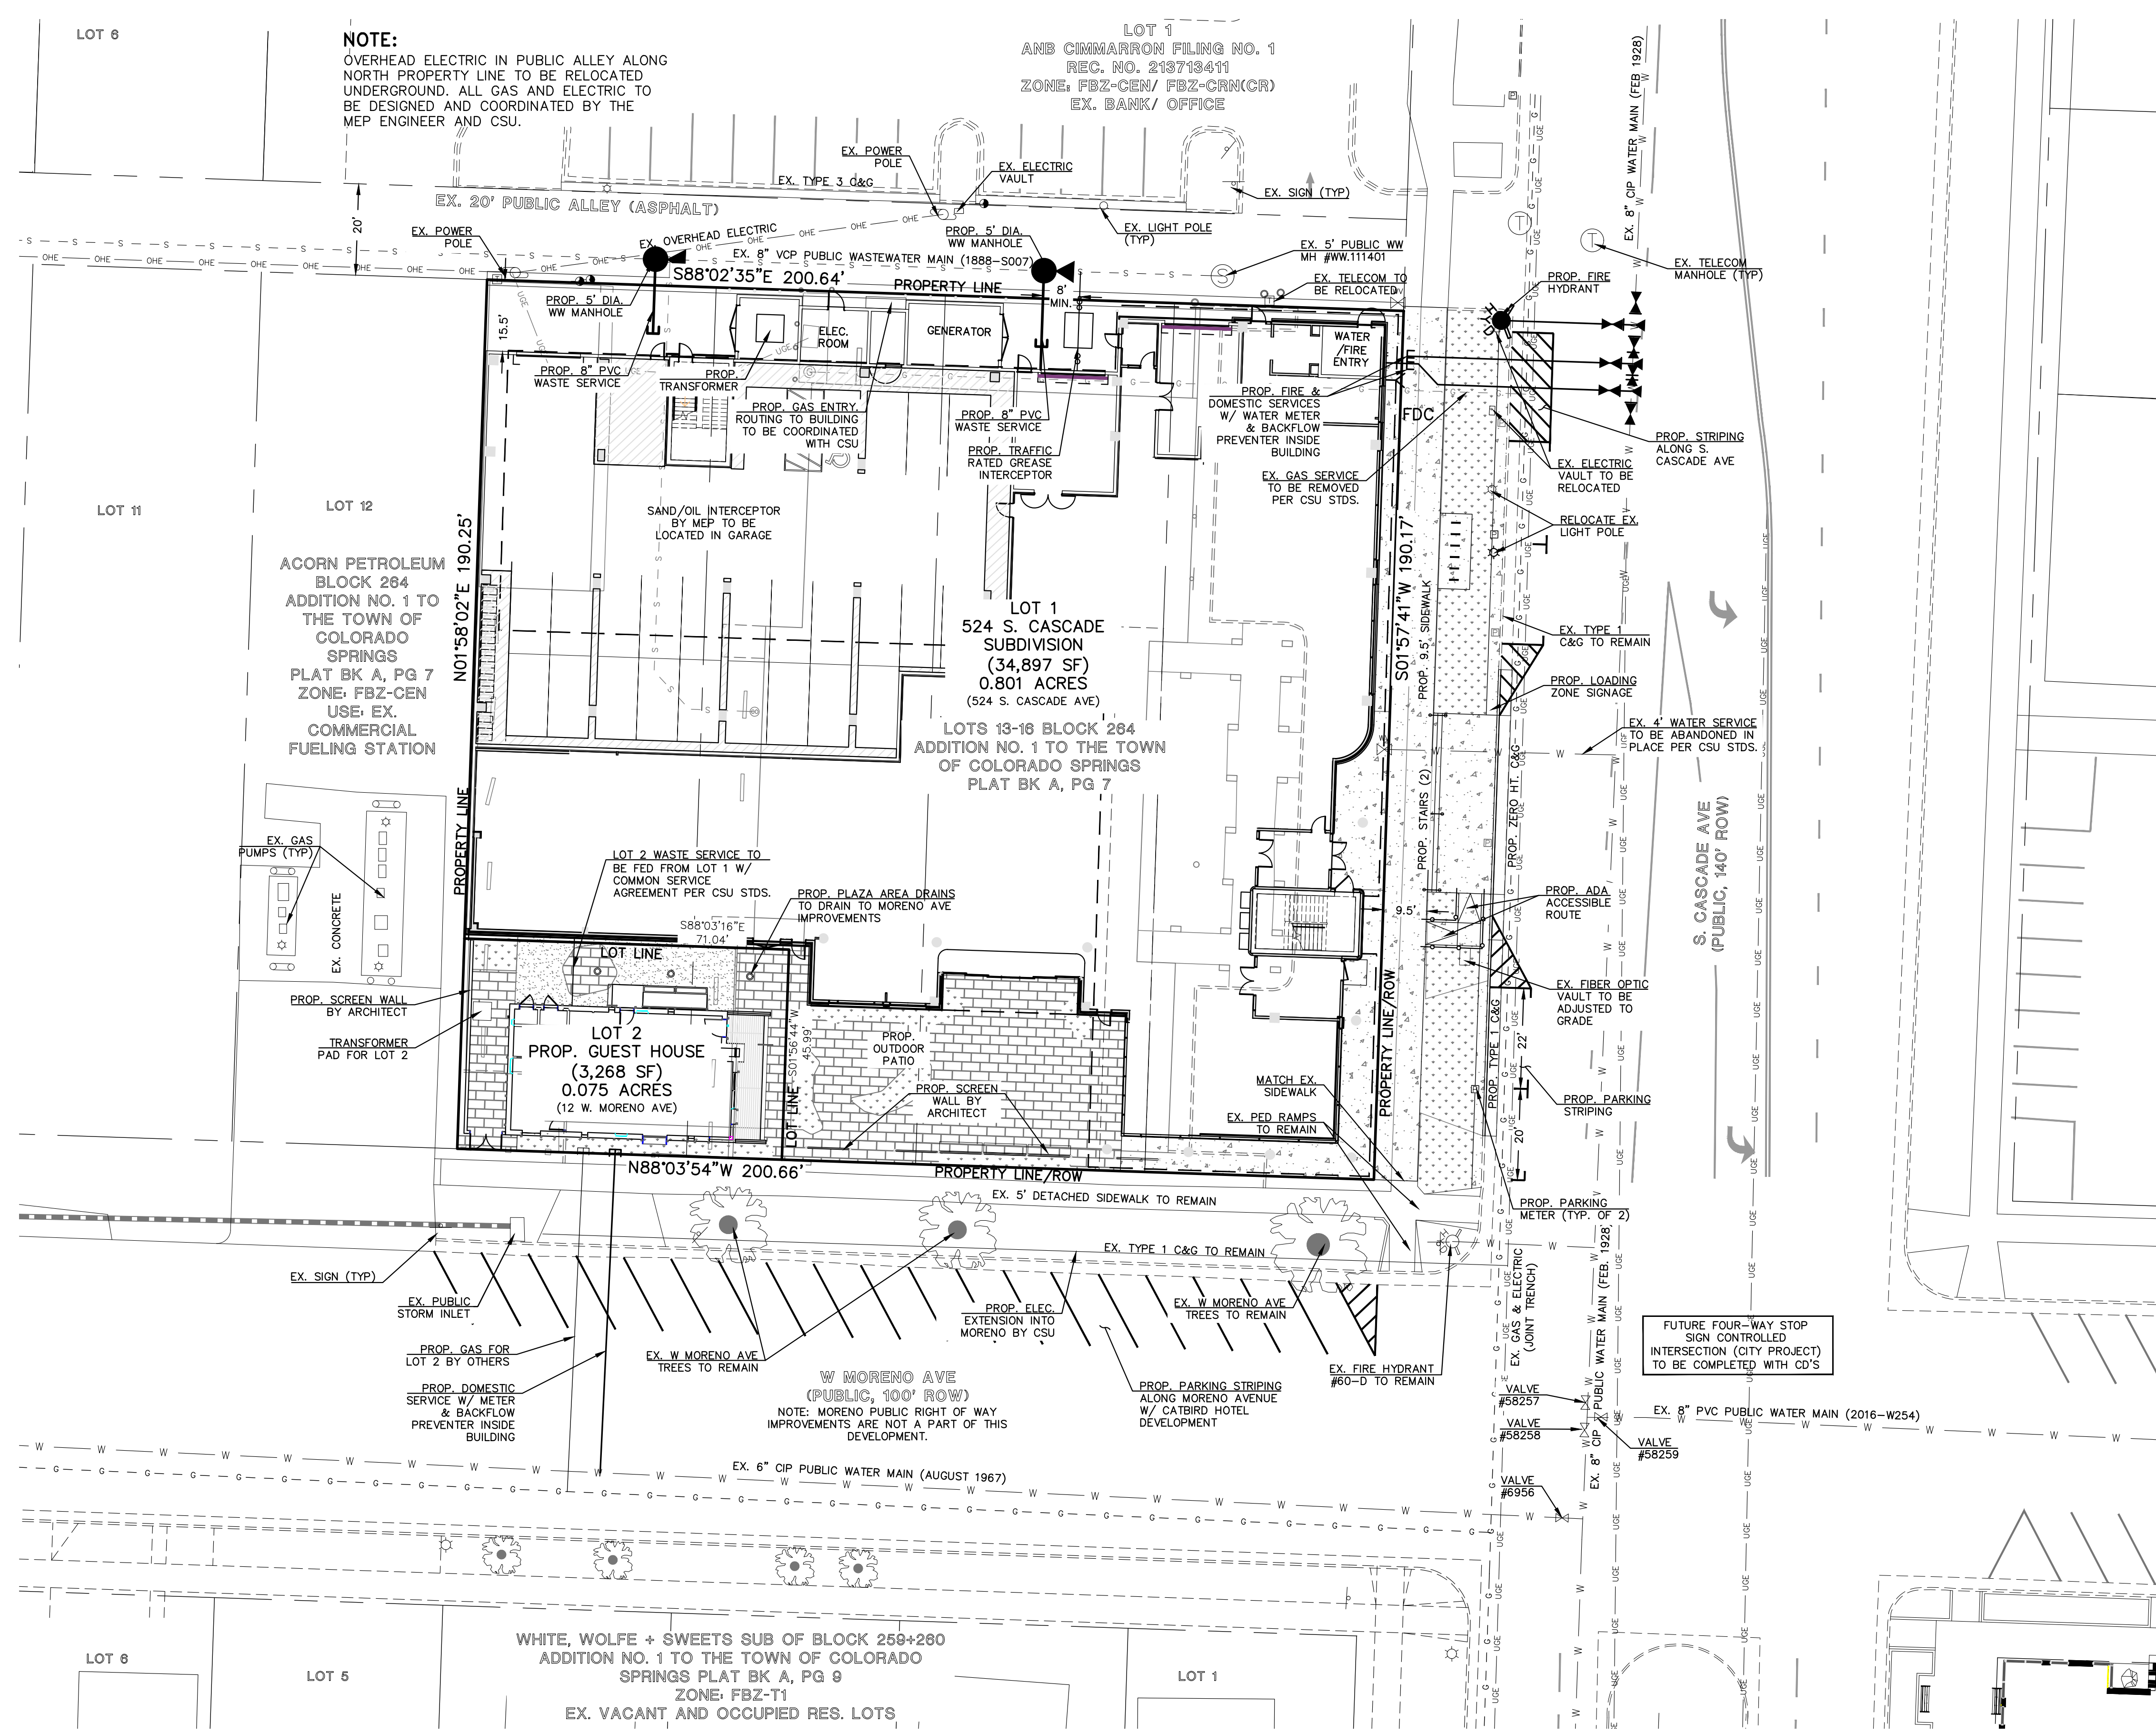 LOT 6
NOTE:
OVERHEAD ELECTRIC IN PUBLIC ALLEY ALONG
NORTH PROPERTY LINE TO BE RELOCATED
UNDERGROUND. ALL GAS AND ELECTRIC TO
BE DESIGNED AND COORDINATED BY THE
MEP ENGINEER AND CSU.
LOT 1
ANB CIMMARRON FILING NO. 1
REC. NO. 213713411
ZONE: FBZ-CEN/ FBZ-CRN(CR)
EX. BANK/ OFFICE
EX. 8" CIP WATER MAIN (FEB 1928)
EX. POWER
POLE
EX. ELECTRIC
VAULT
EX. TYPE 3 C&G
EX. SIGN (TYP)
EX. 20' PUBLIC ALLEY (ASPHALT)
20'
EX. POWER
POLE
EX. OVERHEAD ELECTRIC
PROP. 5' DIA.
WW MANHOLE
EX. LIGHT POLE
(TYP)
EX. 5' PUBLIC WW
MH #WW.111401
EX. TELECOM
MANHOLE (TYP)
EX. 8" VCP PUBLIC WASTEWATER MAIN (1888-S007)
S88°02'35"E 200.64'
PROPERTY LINE
8'
MIN.
EX. TELECOM TO
BE RELOCATED
PROP. FIRE
HYDRANT
PROP. 5' DIA.
WW MANHOLE
15.5'
ELEC.
ROOM
GENERATOR
WATER
/FIRE
ENTRY
PROP. 8" PVC
WASTE SERVICE
PROP.
TRANSFORMER
PROP. GAS ENTRY.
ROUTING TO BUILDING
TO BE COORDINATED
WITH CSU
PROP. 8" PVC
WASTE SERVICE
PROP. TRAFFIC
RATED GREASE
INTERCEPTOR
PROP. FIRE &
DOMESTIC SERVICES
W/ WATER METER
& BACKFLOW
PREVENTER INSIDE
BUILDING
FDC
EX. GAS SERVICE
TO BE REMOVED
PER CSU STDS.
PROP. STRIPING
ALONG S.
CASCADE AVE
EX. ELECTRIC
VAULT TO BE
RELOCATED
RELOCATE EX.
LIGHT POLE
LOT 11
LOT 12
SAND/OIL INTERCEPTOR
BY MEP TO BE
LOCATED IN GARAGE
ACORN PETROLEUM
BLOCK 264
ADDITION NO. 1 TO
THE TOWN OF
COLORADO
SPRINGS
PLAT BK A, PG 7
ZONE: FBZ-CEN
USE: EX.
COMMERCIAL
FUELING STATION
N01°58'02"E 190.25'
PROPERTY LINE
LOT 1
524 S. CASCADE
SUBDIVISION
(34,897 SF)
0.801 ACRES
(524 S. CASCADE AVE)
LOTS 13-16 BLOCK 264
ADDITION NO. 1 TO THE TOWN
OF COLORADO SPRINGS
PLAT BK A, PG 7
S01°57'41"W 190.17'
PROP. 9.5' SIDEWALK
EX. TYPE 1
C&G TO REMAIN
PROP. LOADING
ZONE SIGNAGE
EX. 4' WATER SERVICE
TO BE ABANDONED IN
PLACE PER CSU STDS.
PROP. STAIRS (2)
PROP. ZERO HT. C&G
S. CASCADE AVE
(PUBLIC, 140' ROW)
EX. GAS
PUMPS (TYP)
EX. CONCRETE
LOT 2 WASTE SERVICE TO
BE FED FROM LOT 1 W/
COMMON SERVICE
AGREEMENT PER CSU STDS.
PROP. PLAZA AREA DRAINS
TO DRAIN TO MORENO AVE
IMPROVEMENTS
S88°03'16"E
71.04'
LOT LINE
9.5'
PROP. ADA
ACCESSIBLE
ROUTE
PROP. SCREEN WALL
BY ARCHITECT
TRANSFORMER
PAD FOR LOT 2
LOT 2
PROP. GUEST HOUSE
(3,268 SF)
0.075 ACRES
(12 W. MORENO AVE)
S01°56'44"W
45.99'
LOT LINE
PROP.
OUTDOOR
PATIO
PROP. SCREEN
WALL BY
ARCHITECT
PROPERTY LINE/ROW
PROP. TYPE 1 C&G
EX. FIBER OPTIC
VAULT TO BE
ADJUSTED TO
GRADE
22'
MATCH EX.
SIDEWALK
EX. PED RAMPS
TO REMAIN
PROP. PARKING
STRIPING
20'
N88°03'54"W 200.66'
PROPERTY LINE/ROW
EX. 5' DETACHED SIDEWALK TO REMAIN
PROP. PARKING
METER (TYP. OF 2)
EX. TYPE 1 C&G TO REMAIN
EX. SIGN (TYP)
EX. PUBLIC
STORM INLET
PROP. GAS FOR
LOT 2 BY OTHERS
PROP. DOMESTIC
SERVICE W/ METER
& BACKFLOW
PREVENTER INSIDE
BUILDING
EX. W MORENO AVE
TREES TO REMAIN
PROP. ELEC.
EXTENSION INTO
MORENO BY CSU
EX. W MORENO AVE
TREES TO REMAIN
W MORENO AVE
(PUBLIC, 100' ROW)
NOTE: MORENO PUBLIC RIGHT OF WAY
IMPROVEMENTS ARE NOT A PART OF THIS
DEVELOPMENT.
PROP. PARKING STRIPING
ALONG MORENO AVENUE
W/ CATBIRD HOTEL
DEVELOPMENT
EX. FIRE HYDRANT
#60-D TO REMAIN
EX. GAS & ELECTRIC
(JOINT TRENCH)
EX. 8" CIP PUBLIC WATER MAIN (FEB. 1928)
FUTURE FOUR-WAY STOP
SIGN CONTROLLED
INTERSECTION (CITY PROJECT)
TO BE COMPLETED WITH CD'S
VALVE
#58257
VALVE
#58258
VALVE
#58259
EX. 8" PVC PUBLIC WATER MAIN (2016-W254)
VALVE
#6956
EX. 6" CIP PUBLIC WATER MAIN (AUGUST 1967)
WHITE, WOLFE + SWEETS SUB OF BLOCK 259+260
ADDITION NO. 1 TO THE TOWN OF COLORADO
SPRINGS PLAT BK A, PG 9
ZONE: FBZ-T1
EX. VACANT AND OCCUPIED RES. LOTS
LOT 6
LOT 5
LOT 1